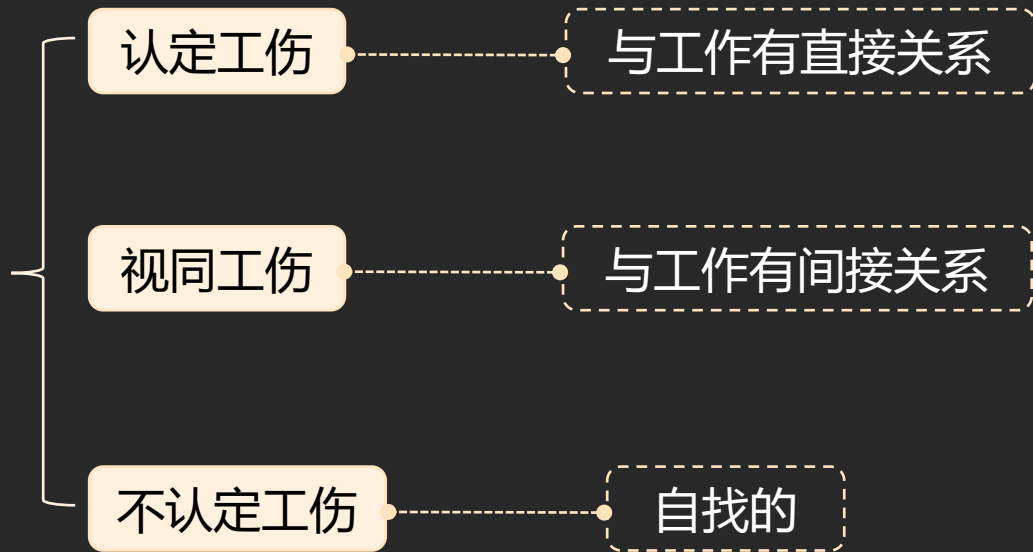 认定工伤
与工作有直接关系
视同工伤
与工作有间接关系
不认定工伤
自找的